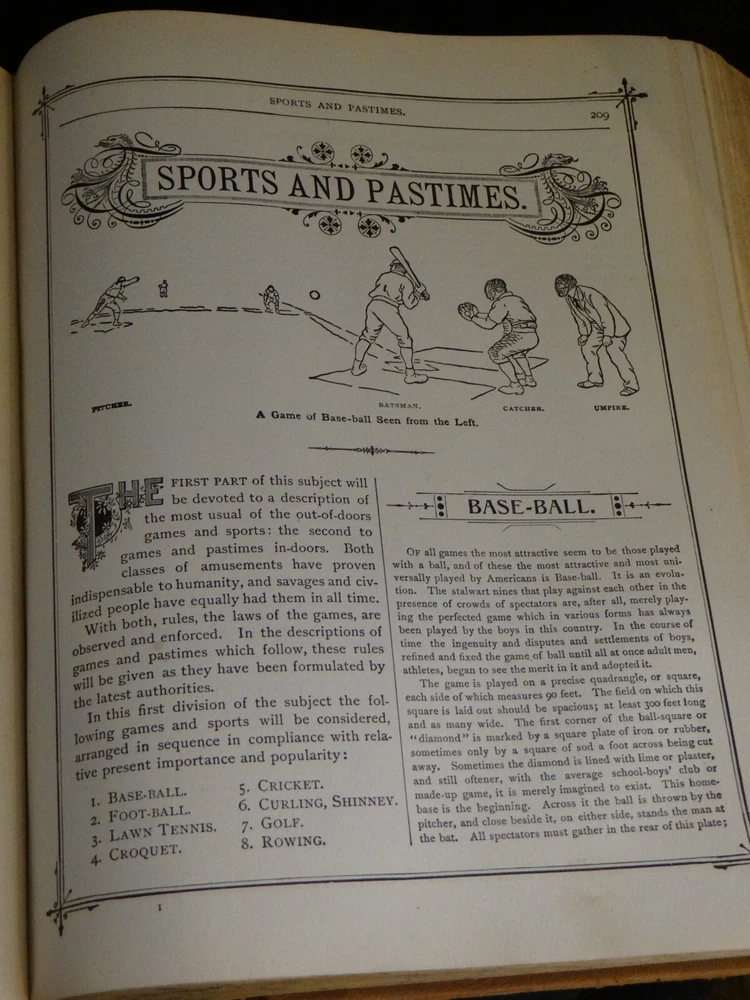 SPORTS AND PASTIMES.
209
SPORTS AND PASTIMES.
PITCHER.
BATSMAN.
CATCHER.
UMPIRE.
A Game of Base-ball Seen from the Left.
THE FIRST PART of this subject will
be devoted to a description of
the most usual of the out-of-doors
games and sports: the second to
games and pastimes in-doors. Both
classes of amusements have proven
indispensable to humanity, and savages and civ-
ilized people have equally had them in all time.
With both, rules, the laws of the games, are
observed and enforced. In the descriptions of
games and pastimes which follow, these rules
will be given as they have been formulated by
the latest authorities.
In this first division of the subject the fol-
lowing games and sports will be considered,
arranged in sequence in compliance with rela-
tive present importance and popularity:
1. BASE-BALL.
2. FOOT-BALL.
3. LAWN TENNIS.
4. CROQUET.
5. CRICKET.
6. CURLING, SHINNEY.
7. GOLF.
8. ROWING.
BASE-BALL.
OF all games the most attractive seem to be those played
with a ball, and of these the most attractive and most uni-
versally played by Americans is Base-ball. It is an evolu-
tion. The stalwart nines that play against each other in the
presence of crowds of spectators are, after all, merely play-
ing the perfected game which in various forms has always
been played by the boys in this country. In the course of
time the ingenuity and disputes and settlements of boys,
refined and fixed the game of ball until all at once adult men,
athletes, began to see the merit in it and adopted it.
The game is played on a precise quadrangle, or square,
each side of which measures 90 feet. The field on which this
square is laid out should be spacious; at least 300 feet long
and as many wide. The first corner of the ball-square or
"diamond" is marked by a square plate of iron or rubber,
sometimes only by a square of sod a foot across being cut
away. Sometimes the diamond is lined with lime or plaster,
and still oftener, with the average school-boys' club or
made-up game, it is merely imagined to exist. This home-
base is the beginning. Across it the ball is thrown by the
pitcher, and close beside it, on either side, stands the man at
the bat. All spectators must gather in the rear of this plate;
1